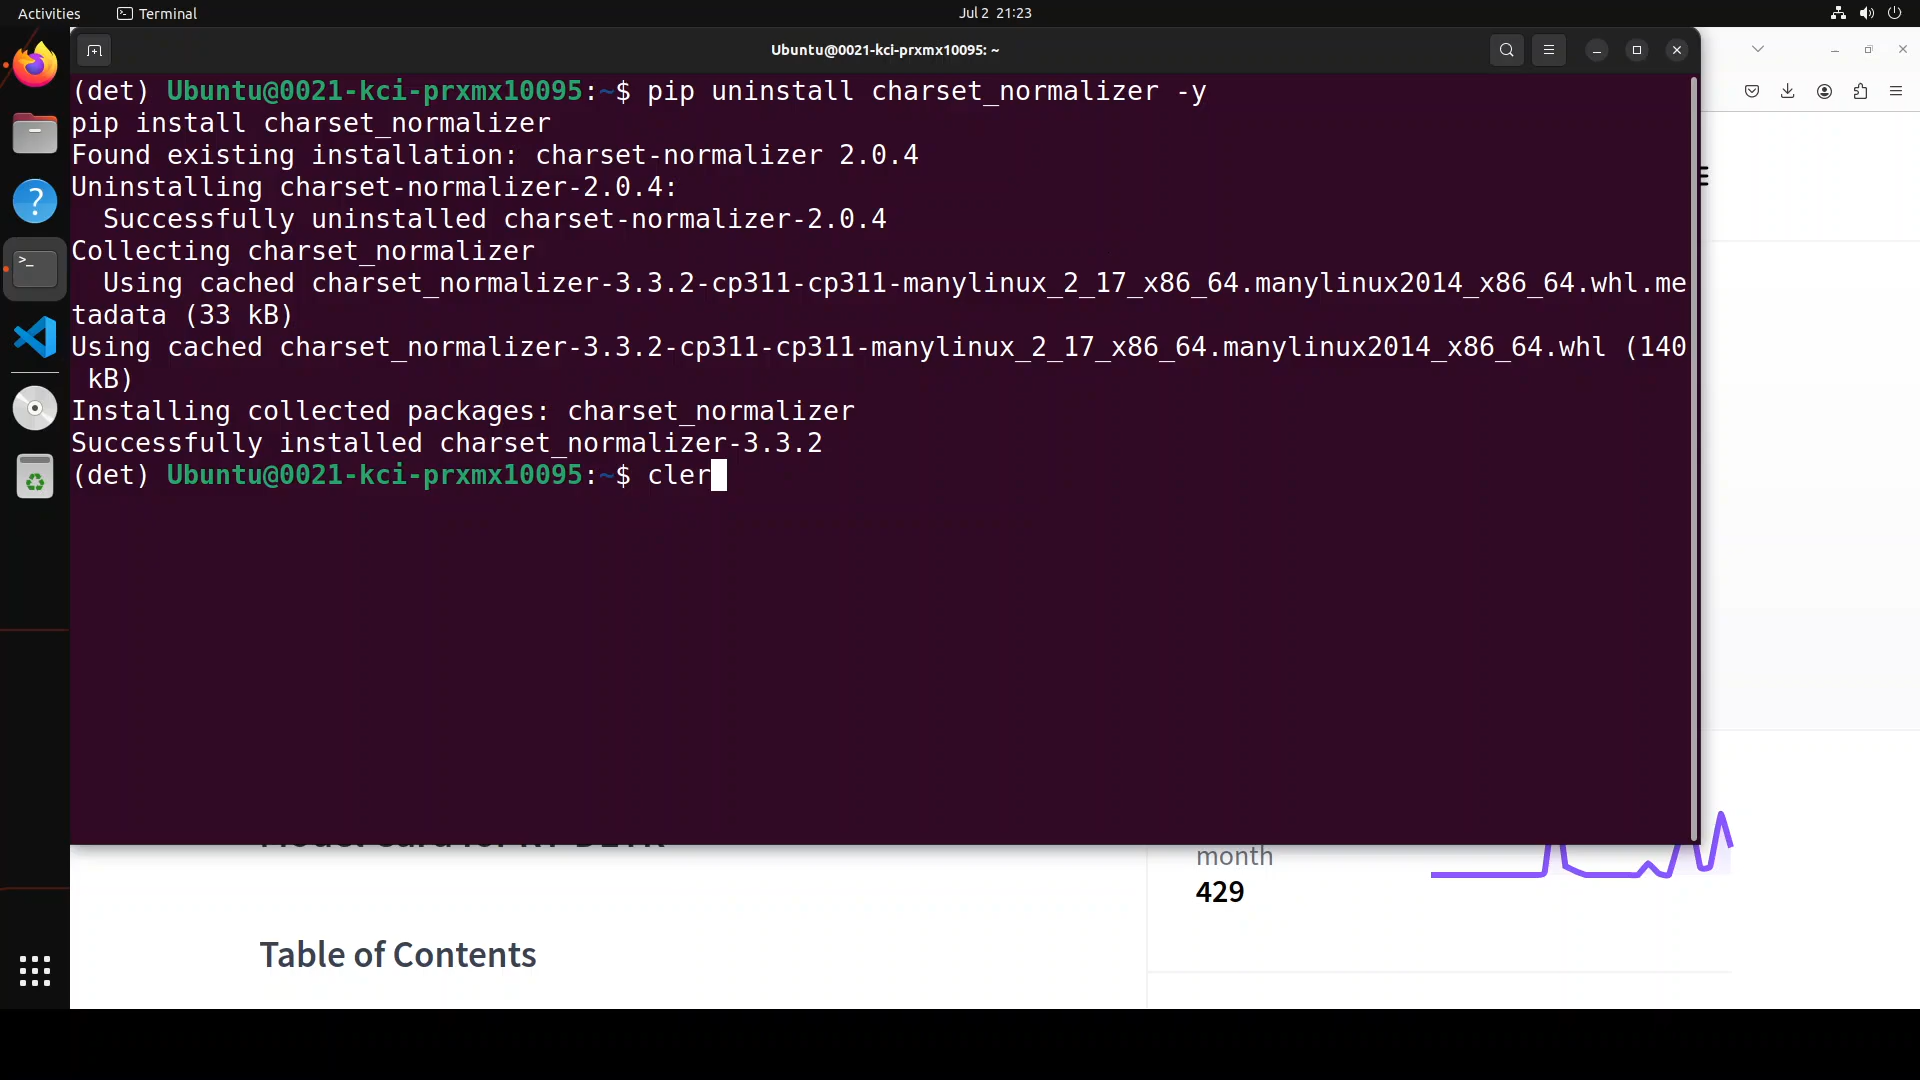 Activities
Terminal
Jul 2 21:23
Ubuntu@0021-kci-prxmx10095: ~
(det) Ubuntu@0021-kci-prxmx10095:~$ pip uninstall charset_normalizer -y
pip install charset_normalizer
Found existing installation: charset-normalizer 2.0.4
Uninstalling charset-normalizer-2.0.4:
  Successfully uninstalled charset-normalizer-2.0.4
Collecting charset_normalizer
  Using cached charset_normalizer-3.3.2-cp311-cp311-manylinux_2_17_x86_64.manylinux2014_x86_64.whl.me
tadata (33 kB)
Using cached charset_normalizer-3.3.2-cp311-cp311-manylinux_2_17_x86_64.manylinux2014_x86_64.whl (140
 kB)
Installing collected packages: charset_normalizer
Successfully installed charset_normalizer-3.3.2
(det) Ubuntu@0021-kci-prxmx10095:~$ cler
month
429
Table of Contents